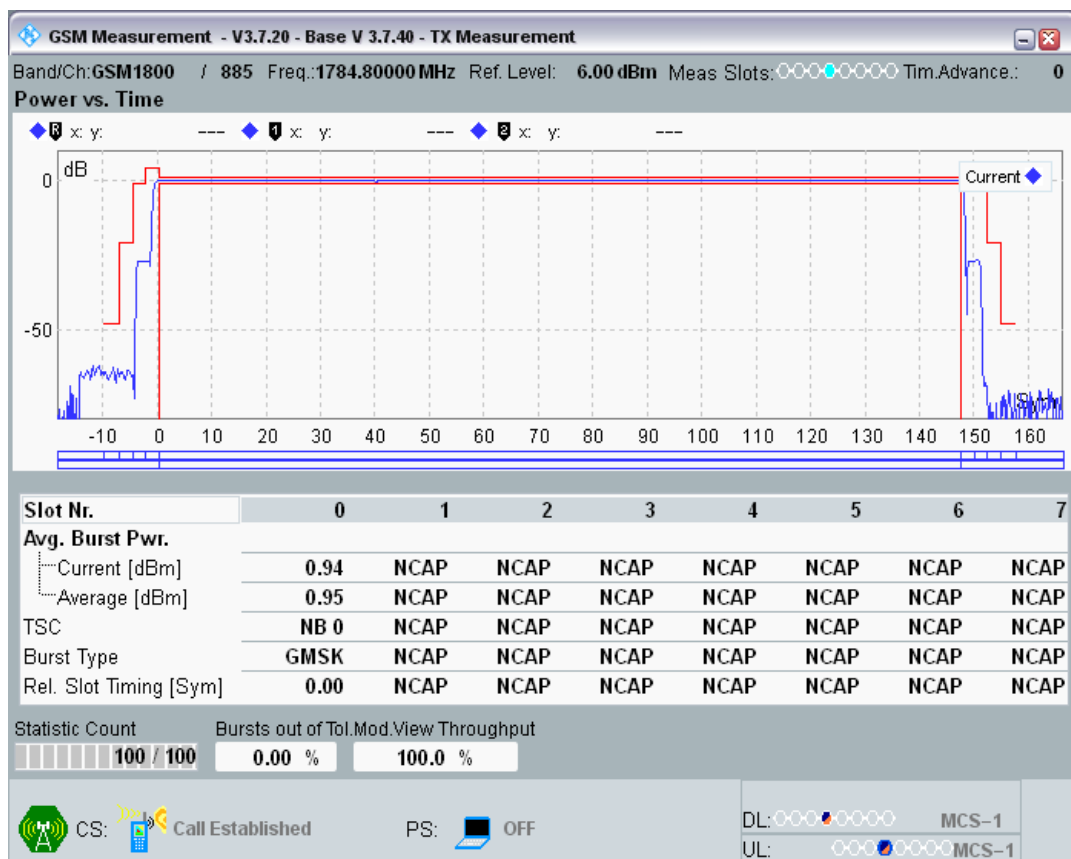 GSM Measurement - V3.7.20 - Base V 3.7.40 - TX Measurement
Band/Ch:GSM1800 / 885 Freq.:1784.80000 MHz Ref. Level: 6.00 dBm Meas Slots: Tim.Advance.: 0
Power vs. Time
R x: y: --- 1 x: y: --- 2 x: y: ---
dB
Current
0
-50
Sym
-10 0 10 20 30 40 50 60 70 80 90 100 110 120 130 140 150 160
Slot Nr. 0 1 2 3 4 5 6 7
Avg. Burst Pwr.
Current [dBm] 0.94 NCAP NCAP NCAP NCAP NCAP NCAP NCAP
Average [dBm] 0.95 NCAP NCAP NCAP NCAP NCAP NCAP NCAP
TSC NB 0 NCAP NCAP NCAP NCAP NCAP NCAP NCAP
Burst Type GMSK NCAP NCAP NCAP NCAP NCAP NCAP NCAP
Rel. Slot Timing [Sym] 0.00 NCAP NCAP NCAP NCAP NCAP NCAP NCAP
Statistic Count Bursts out of Tol. Mod.View Throughput
100 / 100 0.00 % 100.0 %
CS: Call Established PS: OFF DL: MCS-1
UL: MCS-1